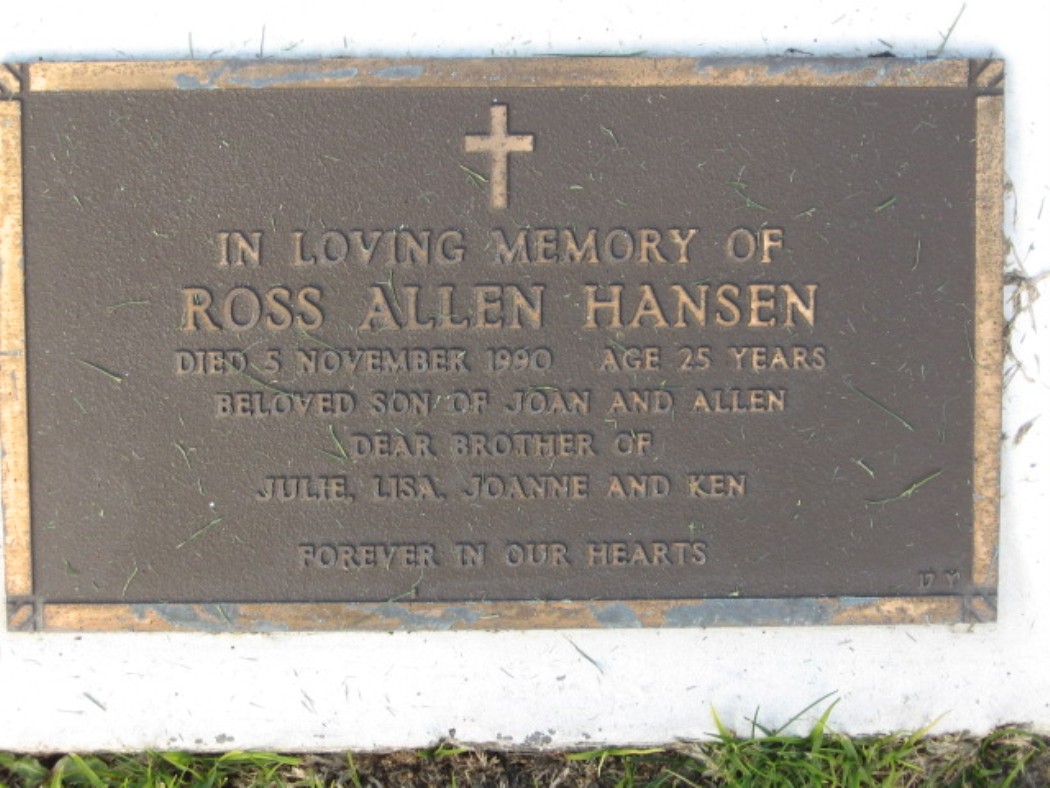 IN LOVING MEMORY OF
ROSS ALLEN HANSEN
DIED 5 NOVEMBER 1990 AGE 25 YEARS
BELOVED SON OF JOAN AND ALLEN
DEAR BROTHER OF
JULIE, LISA, JOANNE AND KEN
FOREVER IN OUR HEARTS